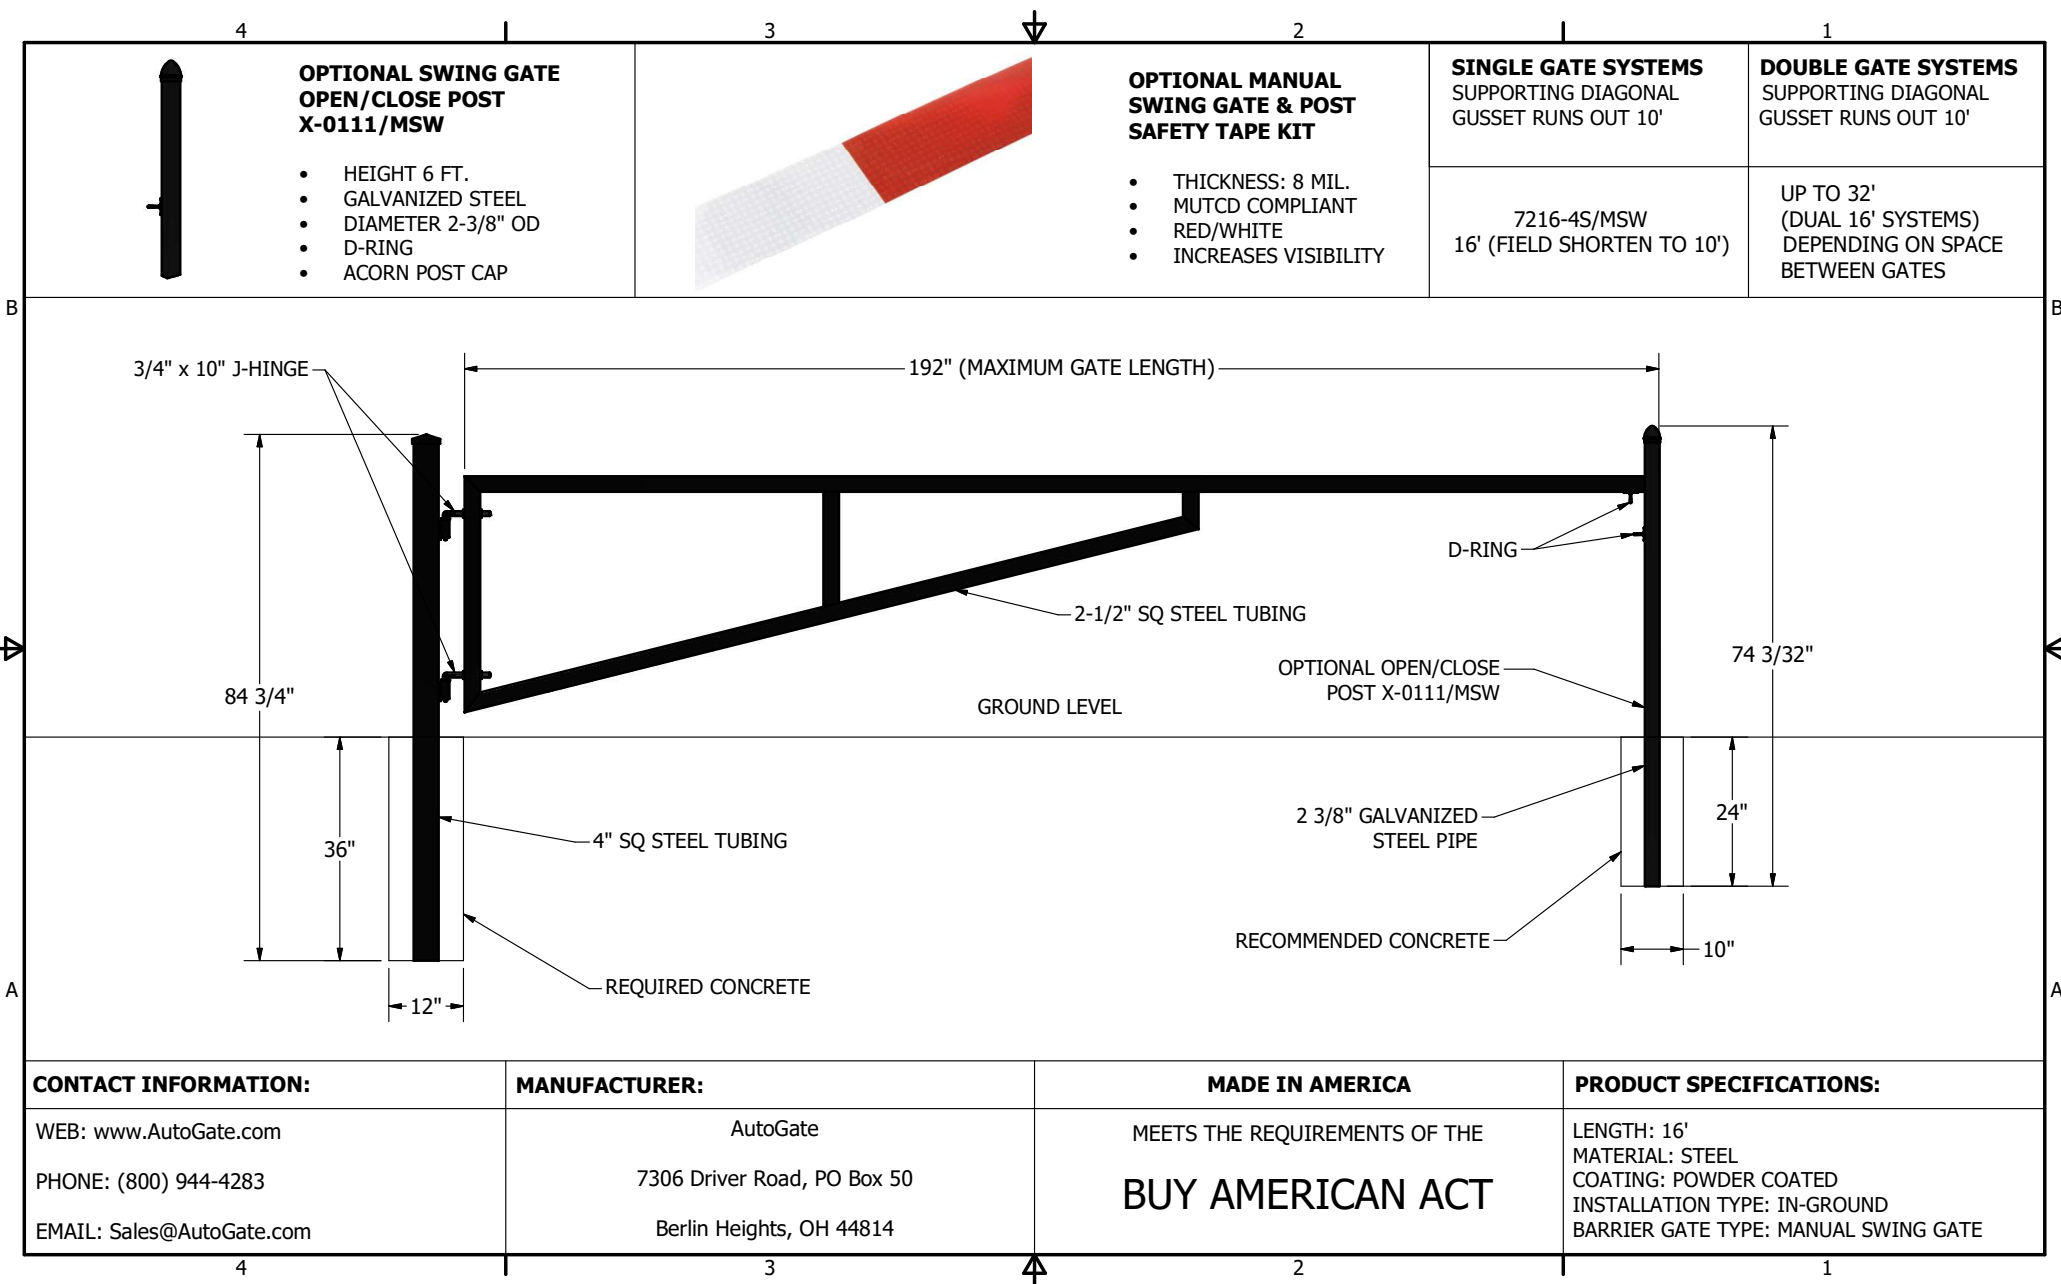 4
3
2
1
OPTIONAL SWING GATE
OPEN/CLOSE POST
X-0111/MSW
• HEIGHT 6 FT.
• GALVANIZED STEEL
• DIAMETER 2-3/8" OD
• D-RING
• ACORN POST CAP
OPTIONAL MANUAL
SWING GATE & POST
SAFETY TAPE KIT
• THICKNESS: 8 MIL.
• MUTCD COMPLIANT
• RED/WHITE
• INCREASES VISIBILITY
SINGLE GATE SYSTEMS
SUPPORTING DIAGONAL
GUSSET RUNS OUT 10'
7216-4S/MSW
16' (FIELD SHORTEN TO 10')
DOUBLE GATE SYSTEMS
SUPPORTING DIAGONAL
GUSSET RUNS OUT 10'
UP TO 32'
(DUAL 16' SYSTEMS)
DEPENDING ON SPACE
BETWEEN GATES
B
B
3/4" x 10" J-HINGE
192" (MAXIMUM GATE LENGTH)
D-RING
2-1/2" SQ STEEL TUBING
OPTIONAL OPEN/CLOSE
POST X-0111/MSW
74 3/32"
84 3/4"
GROUND LEVEL
36"
4" SQ STEEL TUBING
2 3/8" GALVANIZED
STEEL PIPE
24"
RECOMMENDED CONCRETE
10"
REQUIRED CONCRETE
12"
A
A
CONTACT INFORMATION:
WEB: www.AutoGate.com
PHONE: (800) 944-4283
EMAIL: Sales@AutoGate.com
MANUFACTURER:
AutoGate
7306 Driver Road, PO Box 50
Berlin Heights, OH 44814
MADE IN AMERICA
MEETS THE REQUIREMENTS OF THE
BUY AMERICAN ACT
PRODUCT SPECIFICATIONS:
LENGTH: 16'
MATERIAL: STEEL
COATING: POWDER COATED
INSTALLATION TYPE: IN-GROUND
BARRIER GATE TYPE: MANUAL SWING GATE
4
3
2
1